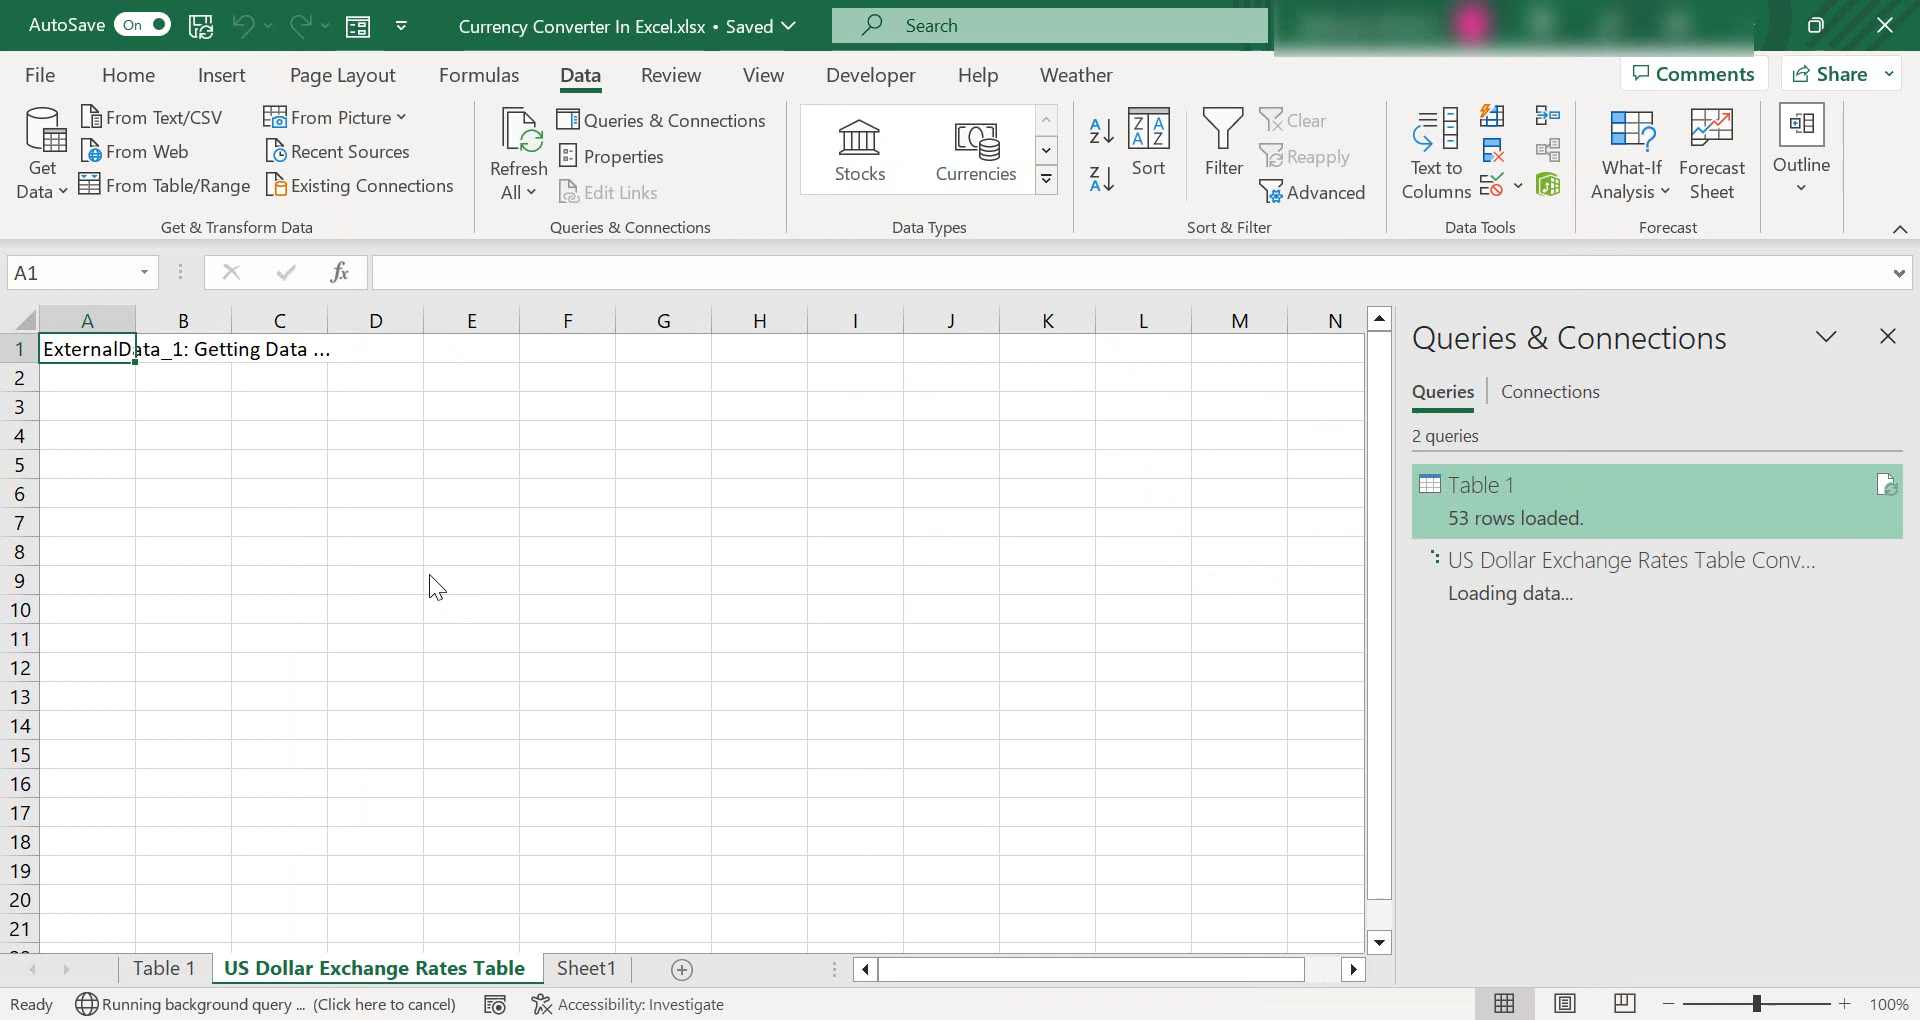 AutoSave On Currency Converter In Excel.xlsx • Saved Search
File Home Insert Page Layout Formulas Data Review View Developer Help Weather Comments Share
Get Data
From Text/CSV
From Web
From Table/Range
From Picture
Recent Sources
Existing Connections
Get & Transform Data
Refresh All
Queries & Connections
Properties
Edit Links
Queries & Connections
Stocks Currencies
Data Types
Sort
Filter
Clear
Reapply
Advanced
Sort & Filter
Text to Columns
Data Tools
What-If Analysis
Forecast Sheet
Forecast
Outline
A1 fx
A B C D E F G H I J K L M N
1 ExternalData_1: Getting Data ...
2
3
4
5
6
7
8
9
10
11
12
13
14
15
16
17
18
19
20
21
Queries & Connections
Queries Connections
2 queries
Table 1
53 rows loaded.
US Dollar Exchange Rates Table Conv...
Loading data...
Table 1 US Dollar Exchange Rates Table Sheet1
Ready Running background query ... (Click here to cancel) Accessibility: Investigate 100%